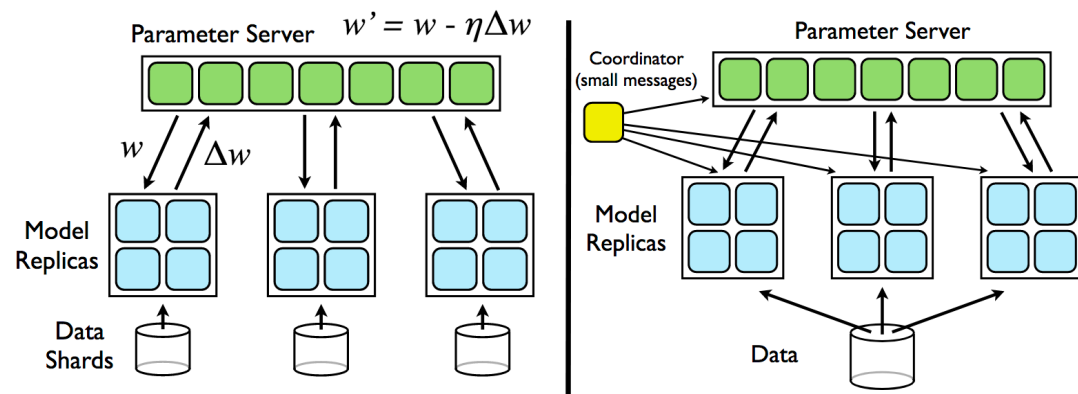 Parameter Server
w' = w - ηΔw
w
Δw
Model
Replicas
Data
Shards
Parameter Server
Coordinator
(small messages)
Model
Replicas
Data